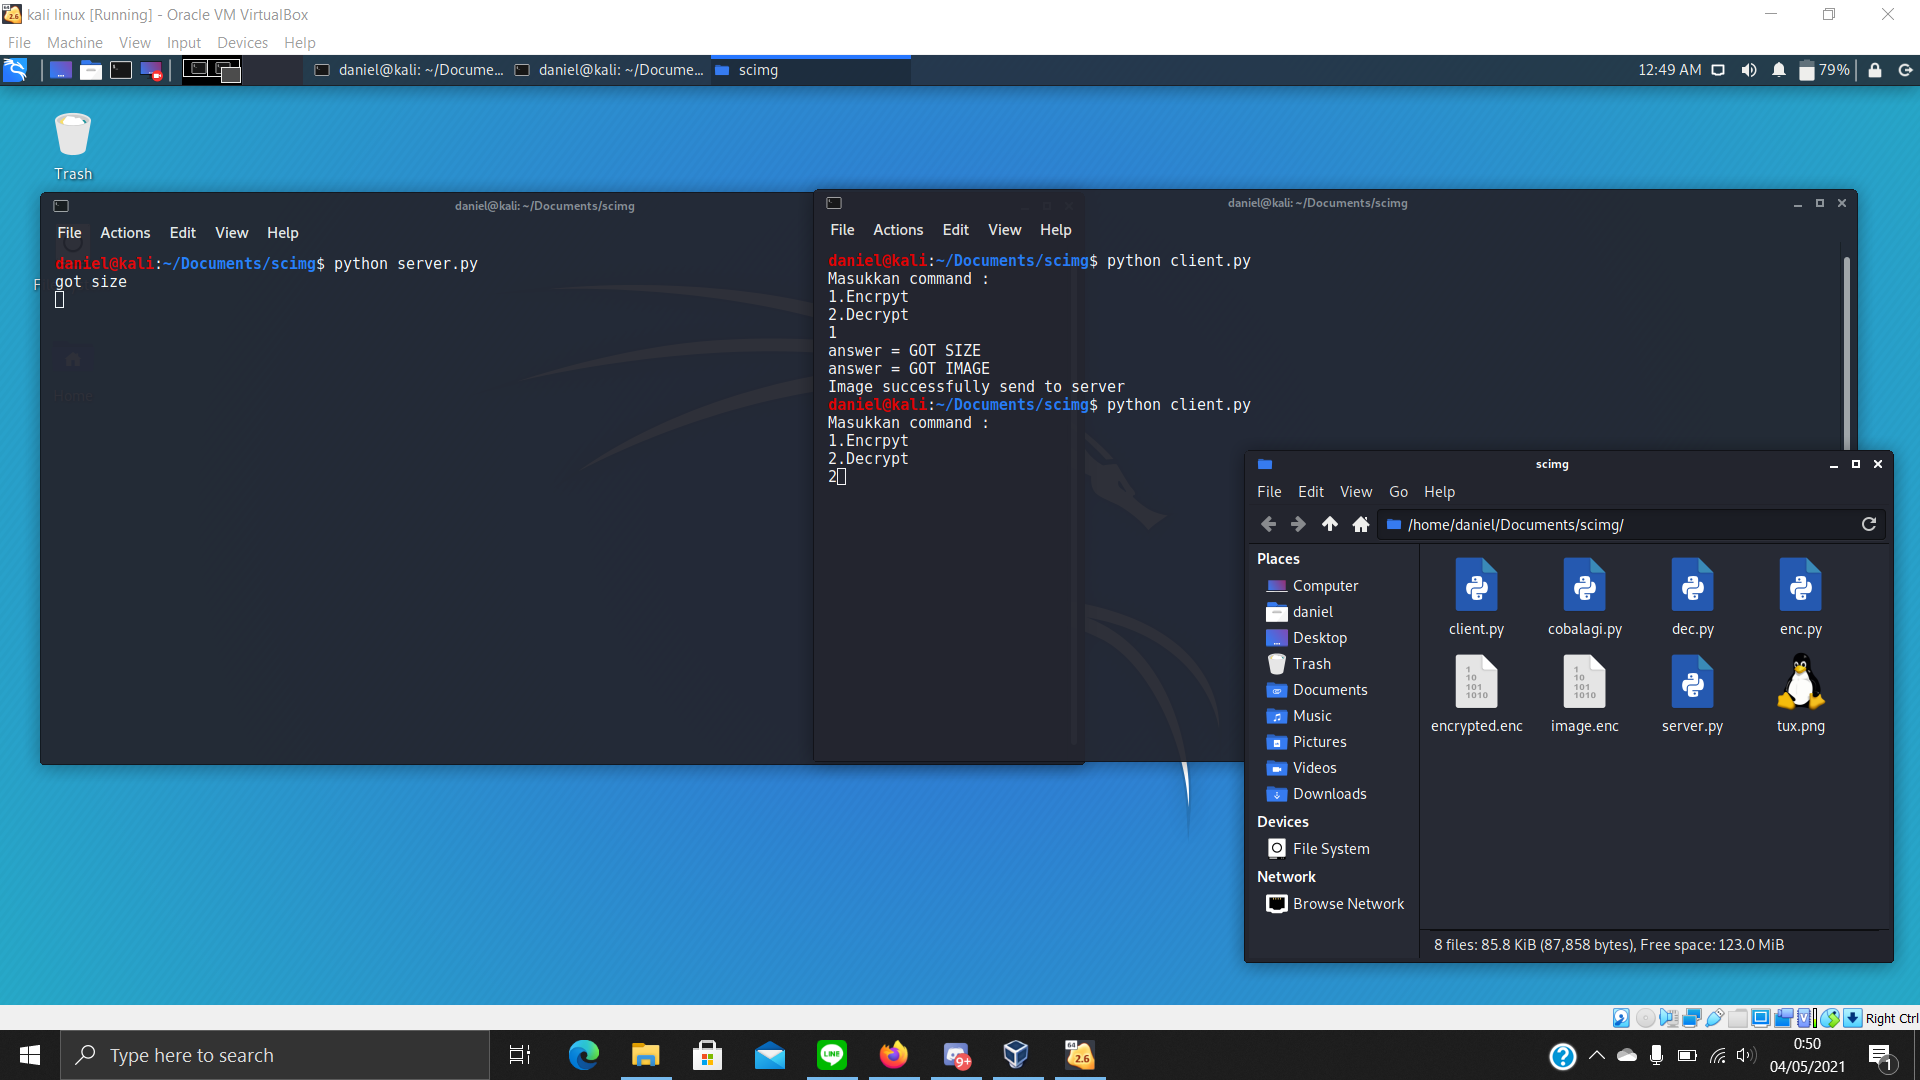 kali linux [Running] - Oracle VM VirtualBox
File Machine View Input Devices Help
daniel@kali: ~/Docume...
daniel@kali: ~/Docume...
scimg
12:49 AM
79%
Trash
daniel@kali: ~/Documents/scimg
File Actions Edit View Help
daniel@kali:~/Documents/scimg$ python server.py
got size
Home
daniel@kali: ~/Documents/scimg
File Actions Edit View Help
daniel@kali:~/Documents/scimg$ python client.py
Masukkan command :
1.Encrpyt
2.Decrypt
1
answer = GOT SIZE
answer = GOT IMAGE
Image successfully send to server
daniel@kali:~/Documents/scimg$ python client.py
Masukkan command :
1.Encrpyt
2.Decrypt
2
scimg
File Edit View Go Help
/home/daniel/Documents/scimg/
Places
Computer
daniel
Desktop
Trash
Documents
Music
Pictures
Videos
Downloads
Devices
File System
Network
Browse Network
client.py
cobalagi.py
dec.py
enc.py
encrypted.enc
image.enc
server.py
tux.png
8 files: 85.8 KiB (87,858 bytes), Free space: 123.0 MiB
Right Ctrl
Type here to search
LINE
9+
64
2.6
0:50
04/05/2021
1